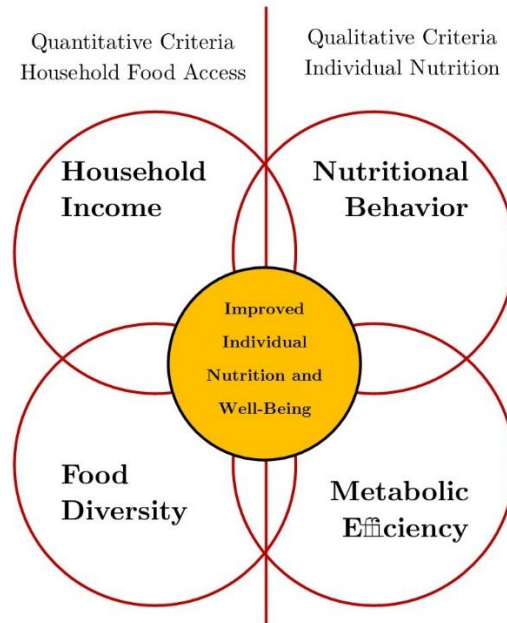 Quantitative Criteria
Household Food Access
Qualitative Criteria
Individual Nutrition
Household
Income
Nutritional
Behavior
Improved
Individual
Nutrition and
Well-Being
Food
Diversity
Metabolic
Efficiency